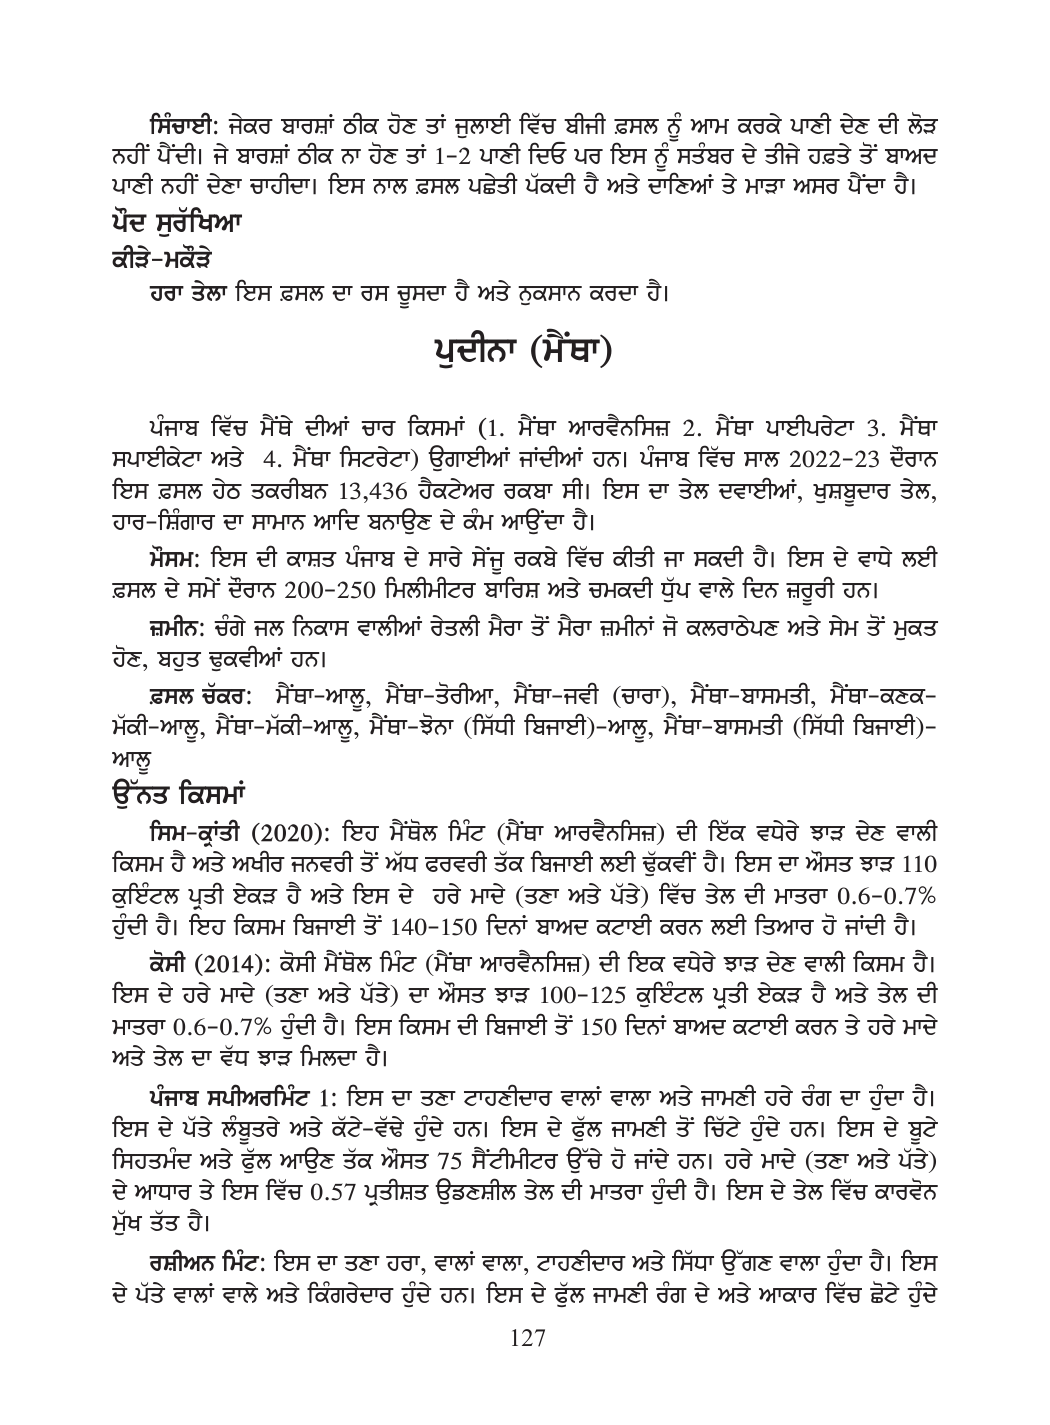 ਸਿੰਚਾਈ: ਜੇਕਰ ਬਾਰਸ਼ਾਂ ਠੀਕ ਹੋਣ ਤਾਂ ਜੁਲਾਈ ਵਿੱਚ ਬੀਜੀ ਫ਼ਸਲ ਨੂੰ ਆਮ ਕਰਕੇ ਪਾਣੀ ਦੇਣ ਦੀ ਲੋੜ
ਨਹੀਂ ਪੈਂਦੀ। ਜੇ ਬਾਰਸ਼ਾਂ ਠੀਕ ਨਾ ਹੋਣ ਤਾਂ 1-2 ਪਾਣੀ ਦਿਓ ਪਰ ਇਸ ਨੂੰ ਸਤੰਬਰ ਦੇ ਤੀਜੇ ਹਫ਼ਤੇ ਤੋਂ ਬਾਅਦ
ਪਾਣੀ ਨਹੀਂ ਦੇਣਾ ਚਾਹੀਦਾ। ਇਸ ਨਾਲ ਫ਼ਸਲ ਪਛੇਤੀ ਪੱਕਦੀ ਹੈ ਅਤੇ ਦਾਣਿਆਂ ਤੇ ਮਾੜਾ ਅਸਰ ਪੈਂਦਾ ਹੈ।
ਪੌਦ ਸੁਰੱਖਿਆ
ਕੀੜੇ-ਮਕੌੜੇ
ਹਰਾ ਤੇਲਾ ਇਸ ਫ਼ਸਲ ਦਾ ਰਸ ਚੂਸਦਾ ਹੈ ਅਤੇ ਨੁਕਸਾਨ ਕਰਦਾ ਹੈ।
ਪੁਦੀਨਾ (ਮੈਂਥਾ)
ਪੰਜਾਬ ਵਿੱਚ ਮੈਂਥੇ ਦੀਆਂ ਚਾਰ ਕਿਸਮਾਂ (1. ਮੈਂਥਾ ਆਰਵੈਨਸਿਜ਼ 2. ਮੈਂਥਾ ਪਾਈਪਰੇਟਾ 3. ਮੈਂਥਾ
ਸਪਾਈਕੇਟਾ ਅਤੇ 4. ਮੈਂਥਾ ਸਿਟਰੇਟਾ) ਉਗਾਈਆਂ ਜਾਂਦੀਆਂ ਹਨ। ਪੰਜਾਬ ਵਿੱਚ ਸਾਲ 2022-23 ਦੌਰਾਨ
ਇਸ ਫ਼ਸਲ ਹੇਠ ਤਕਰੀਬਨ 13,436 ਹੈਕਟੇਅਰ ਰਕਬਾ ਸੀ। ਇਸ ਦਾ ਤੇਲ ਦਵਾਈਆਂ, ਖੁਸ਼ਬੂਦਾਰ ਤੇਲ,
ਹਾਰ-ਸ਼ਿੰਗਾਰ ਦਾ ਸਾਮਾਨ ਆਦਿ ਬਨਾਉਣ ਦੇ ਕੰਮ ਆਉਂਦਾ ਹੈ।
ਮੌਸਮ: ਇਸ ਦੀ ਕਾਸ਼ਤ ਪੰਜਾਬ ਦੇ ਸਾਰੇ ਸੇਂਜੂ ਰਕਬੇ ਵਿੱਚ ਕੀਤੀ ਜਾ ਸਕਦੀ ਹੈ। ਇਸ ਦੇ ਵਾਧੇ ਲਈ
ਫ਼ਸਲ ਦੇ ਸਮੇਂ ਦੌਰਾਨ 200-250 ਮਿਲੀਮੀਟਰ ਬਾਰਿਸ਼ ਅਤੇ ਚਮਕਦੀ ਧੁੱਪ ਵਾਲੇ ਦਿਨ ਜ਼ਰੂਰੀ ਹਨ।
ਜ਼ਮੀਨ: ਚੰਗੇ ਜਲ ਨਿਕਾਸ ਵਾਲੀਆਂ ਰੇਤਲੀ ਮੈਰਾ ਤੋਂ ਮੈਰਾ ਜ਼ਮੀਨਾਂ ਜੋ ਕਲਰਾਠੇਪਣ ਅਤੇ ਸੇਮ ਤੋਂ ਮੁਕਤ
ਹੋਣ, ਬਹੁਤ ਢੁਕਵੀਆਂ ਹਨ।
ਫ਼ਸਲ ਚੱਕਰ: ਮੈਂਥਾ-ਆਲੂ, ਮੈਂਥਾ-ਤੋਰੀਆ, ਮੈਂਥਾ-ਜਵੀ (ਚਾਰਾ), ਮੈਂਥਾ-ਬਾਸਮਤੀ, ਮੈਂਥਾ-ਕਣਕ-
ਮੱਕੀ-ਆਲੂ, ਮੈਂਥਾ-ਮੱਕੀ-ਆਲੂ, ਮੈਂਥਾ-ਝੋਨਾ (ਸਿੱਧੀ ਬਿਜਾਈ)-ਆਲੂ, ਮੈਂਥਾ-ਬਾਸਮਤੀ (ਸਿੱਧੀ ਬਿਜਾਈ)-
ਆਲੂ
ਉੱਨਤ ਕਿਸਮਾਂ
ਸਿਮ-ਕ੍ਰਾਂਤੀ (2020): ਇਹ ਮੈਂਥੋਲ ਮਿੰਟ (ਮੈਂਥਾ ਆਰਵੈਨਸਿਜ਼) ਦੀ ਇੱਕ ਵਧੇਰੇ ਝਾੜ ਦੇਣ ਵਾਲੀ
ਕਿਸਮ ਹੈ ਅਤੇ ਅਖੀਰ ਜਨਵਰੀ ਤੋਂ ਅੱਧ ਫਰਵਰੀ ਤੱਕ ਬਿਜਾਈ ਲਈ ਢੁੱਕਵੀਂ ਹੈ। ਇਸ ਦਾ ਔਸਤ ਝਾੜ 110
ਕੁਇੰਟਲ ਪ੍ਰਤੀ ਏਕੜ ਹੈ ਅਤੇ ਇਸ ਦੇ ਹਰੇ ਮਾਦੇ (ਤਣਾ ਅਤੇ ਪੱਤੇ) ਵਿੱਚ ਤੇਲ ਦੀ ਮਾਤਰਾ 0.6-0.7%
ਹੁੰਦੀ ਹੈ। ਇਹ ਕਿਸਮ ਬਿਜਾਈ ਤੋਂ 140-150 ਦਿਨਾਂ ਬਾਅਦ ਕਟਾਈ ਕਰਨ ਲਈ ਤਿਆਰ ਹੋ ਜਾਂਦੀ ਹੈ।
ਕੋਸੀ (2014): ਕੋਸੀ ਮੈਂਥੋਲ ਮਿੰਟ (ਮੈਂਥਾ ਆਰਵੈਨਸਿਜ਼) ਦੀ ਇਕ ਵਧੇਰੇ ਝਾੜ ਦੇਣ ਵਾਲੀ ਕਿਸਮ ਹੈ।
ਇਸ ਦੇ ਹਰੇ ਮਾਦੇ (ਤਣਾ ਅਤੇ ਪੱਤੇ) ਦਾ ਔਸਤ ਝਾੜ 100-125 ਕੁਇੰਟਲ ਪ੍ਰਤੀ ਏਕੜ ਹੈ ਅਤੇ ਤੇਲ ਦੀ
ਮਾਤਰਾ 0.6-0.7% ਹੁੰਦੀ ਹੈ। ਇਸ ਕਿਸਮ ਦੀ ਬਿਜਾਈ ਤੋਂ 150 ਦਿਨਾਂ ਬਾਅਦ ਕਟਾਈ ਕਰਨ ਤੇ ਹਰੇ ਮਾਦੇ
ਅਤੇ ਤੇਲ ਦਾ ਵੱਧ ਝਾੜ ਮਿਲਦਾ ਹੈ।
ਪੰਜਾਬ ਸਪੀਅਰਮਿੰਟ 1: ਇਸ ਦਾ ਤਣਾ ਟਾਹਣੀਦਾਰ ਵਾਲਾਂ ਵਾਲਾ ਅਤੇ ਜਾਮਣੀ ਹਰੇ ਰੰਗ ਦਾ ਹੁੰਦਾ ਹੈ।
ਇਸ ਦੇ ਪੱਤੇ ਲੰਬੂਤਰੇ ਅਤੇ ਕੱਟੇ-ਵੱਢੇ ਹੁੰਦੇ ਹਨ। ਇਸ ਦੇ ਫੁੱਲ ਜਾਮਣੀ ਤੋਂ ਚਿੱਟੇ ਹੁੰਦੇ ਹਨ। ਇਸ ਦੇ ਬੂਟੇ
ਸਿਹਤਮੰਦ ਅਤੇ ਫੁੱਲ ਆਉਣ ਤੱਕ ਔਸਤ 75 ਸੈਂਟੀਮੀਟਰ ਉੱਚੇ ਹੋ ਜਾਂਦੇ ਹਨ। ਹਰੇ ਮਾਦੇ (ਤਣਾ ਅਤੇ ਪੱਤੇ)
ਦੇ ਆਧਾਰ ਤੇ ਇਸ ਵਿੱਚ 0.57 ਪ੍ਰਤੀਸ਼ਤ ਉਡਣਸ਼ੀਲ ਤੇਲ ਦੀ ਮਾਤਰਾ ਹੁੰਦੀ ਹੈ। ਇਸ ਦੇ ਤੇਲ ਵਿੱਚ ਕਾਰਵੋਨ
ਮੁੱਖ ਤੱਤ ਹੈ।
ਰਸ਼ੀਅਨ ਮਿੰਟ: ਇਸ ਦਾ ਤਣਾ ਹਰਾ, ਵਾਲਾਂ ਵਾਲਾ, ਟਾਹਣੀਦਾਰ ਅਤੇ ਸਿੱਧਾ ਉੱਗਣ ਵਾਲਾ ਹੁੰਦਾ ਹੈ। ਇਸ
ਦੇ ਪੱਤੇ ਵਾਲਾਂ ਵਾਲੇ ਅਤੇ ਕਿੰਗਰੇਦਾਰ ਹੁੰਦੇ ਹਨ। ਇਸ ਦੇ ਫੁੱਲ ਜਾਮਣੀ ਰੰਗ ਦੇ ਅਤੇ ਆਕਾਰ ਵਿੱਚ ਛੋਟੇ ਹੁੰਦੇ
127